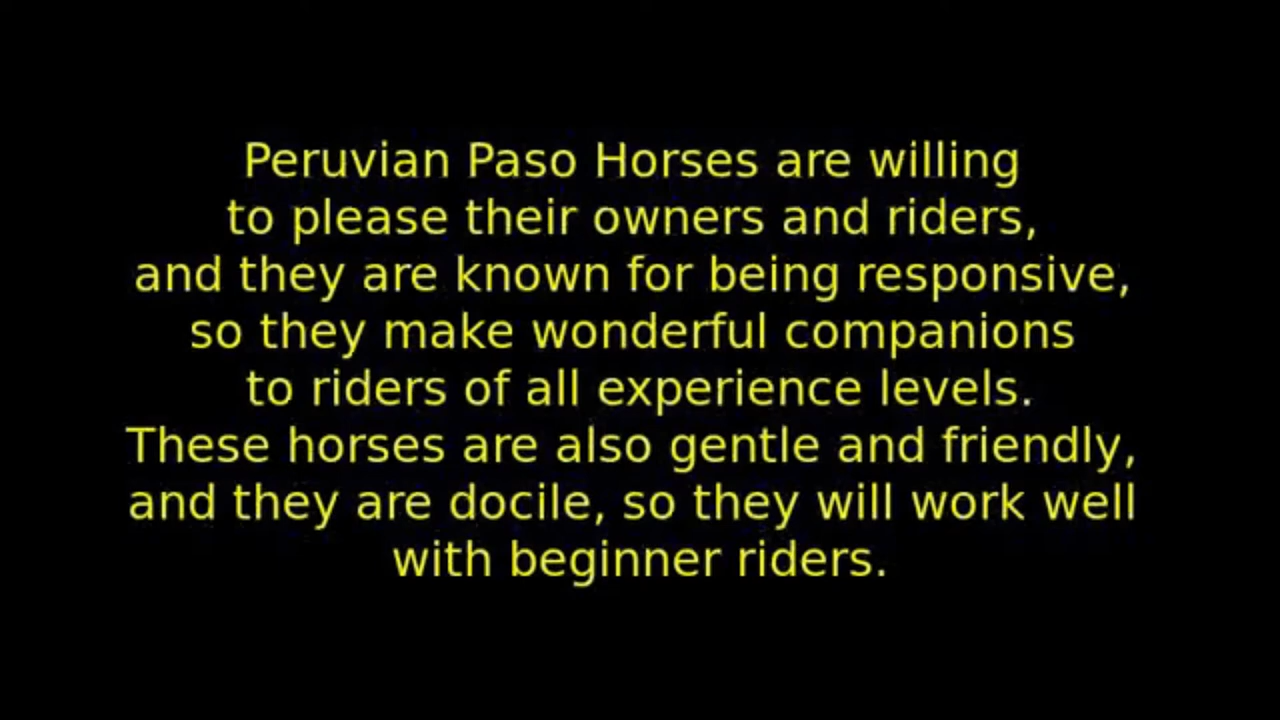 Peruvian Paso Horses are willing
to please their owners and riders,
and they are known for being responsive,
so they make wonderful companions
to riders of all experience levels.
These horses are also gentle and friendly,
and they are docile, so they will work well
with beginner riders.